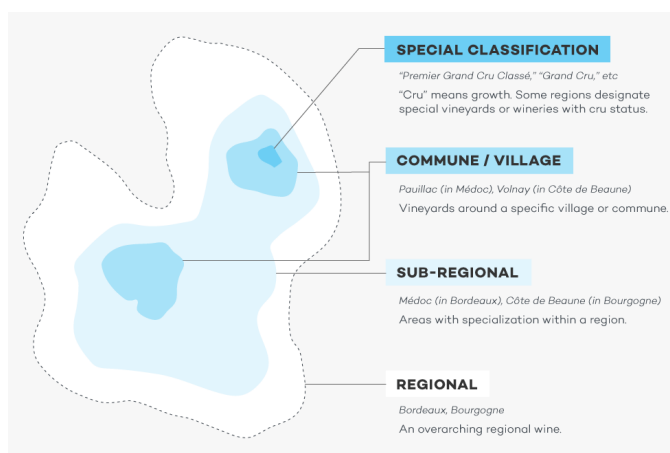 SPECIAL CLASSIFICATION
"Premier Grand Cru Classé," "Grand Cru," etc
"Cru" means growth. Some regions designate
special vineyards or wineries with cru status.
COMMUNE / VILLAGE
Pauillac (in Médoc), Volnay (in Côte de Beaune)
Vineyards around a specific village or commune.
SUB-REGIONAL
Médoc (in Bordeaux), Côte de Beaune (in Bourgogne)
Areas with specialization within a region.
REGIONAL
Bordeaux, Bourgogne
An overarching regional wine.